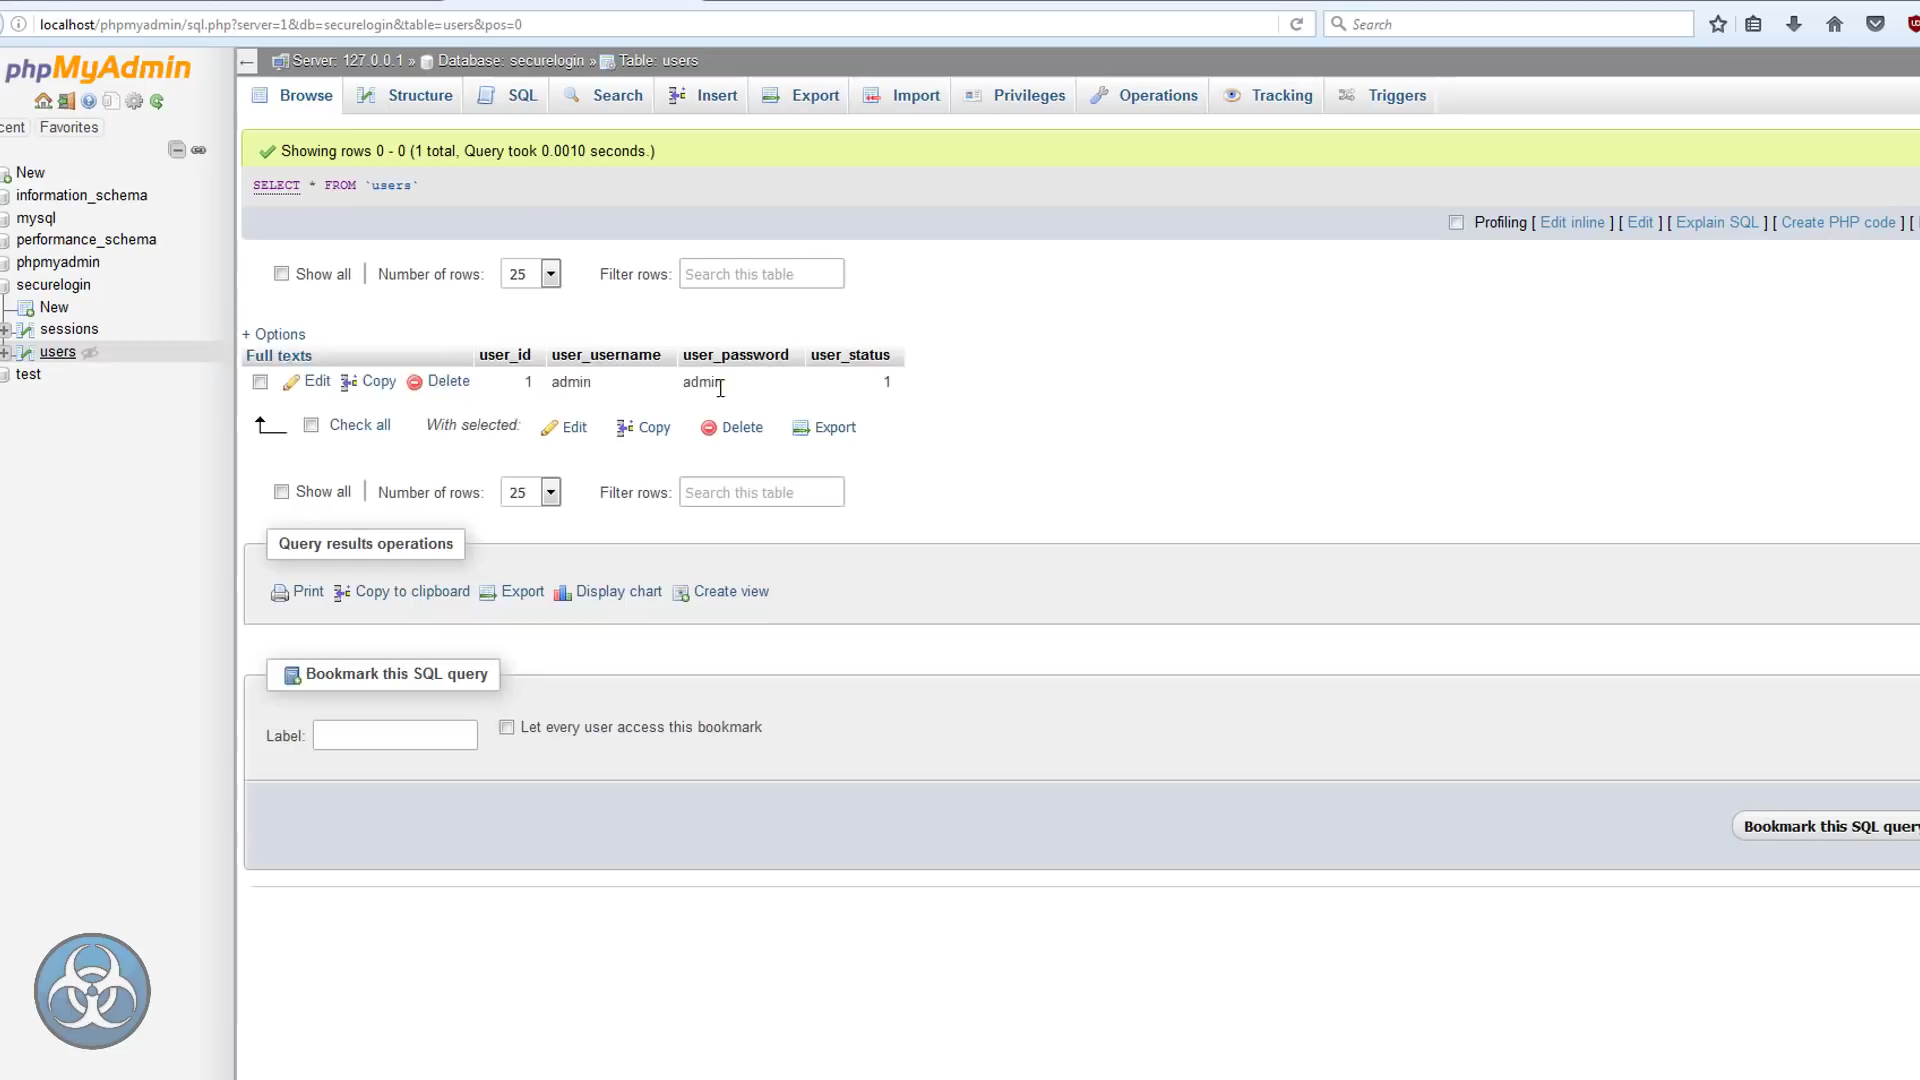 localhost/phpmyadmin/sql.php?server=1&db=securelogin&table=users&pos=0
Search
phpMyAdmin
cent Favorites
New
information_schema
mysql
performance_schema
phpmyadmin
securelogin
New
sessions
users
test
Server: 127.0.0.1 » Database: securelogin » Table: users
Browse Structure SQL Search Insert Export Import Privileges Operations Tracking Triggers
Showing rows 0 - 0 (1 total, Query took 0.0010 seconds.)
SELECT * FROM `users`
Profiling [ Edit inline ] [ Edit ] [ Explain SQL ] [ Create PHP code ] [
Show all | Number of rows: 25 Filter rows: Search this table
+ Options
Full texts user_id user_username user_password user_status
Edit Copy Delete 1 admin admin 1
Check all With selected: Edit Copy Delete Export
Show all | Number of rows: 25 Filter rows: Search this table
Query results operations
Print Copy to clipboard Export Display chart Create view
Bookmark this SQL query
Label: Let every user access this bookmark
Bookmark this SQL query